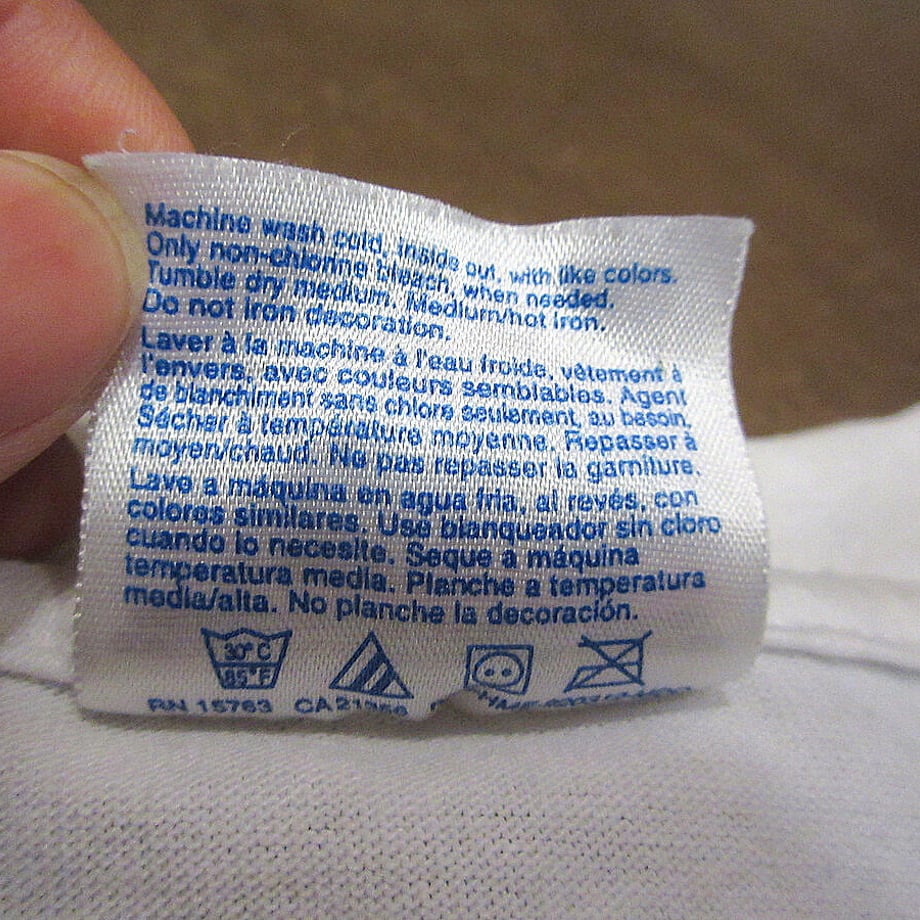 Machine wash cold, inside out, with like colors.
Only non-chlorine bleach, when needed.
Tumble dry medium. Medium/hot iron.
Do not iron decoration.
Laver à la machine à l'eau froide, vêtement à
l'envers, avec couleurs semblables. Agent
de blanchiment sans chlore seulement, au besoin.
Sécher à température moyenne. Repasser à
moyen/chaud. No pas repasser la garniture.
Lave a máquina en agua fria, al revés, con
colores similares. Use blanqueador sin cloro
cuando lo necesite. Seque a máquina
temperatura media. Planche a temperatura
media/alta. No planche la decoración.
30° C
85° F
RN 15763